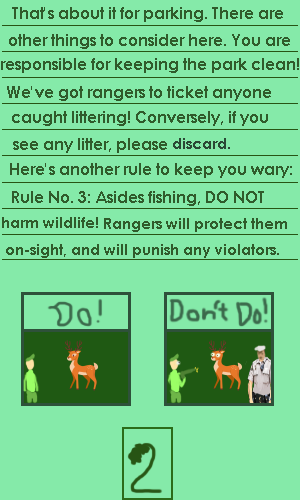 That's about it for parking. There are
other things to consider here. You are
responsible for keeping the park clean!
We've got rangers to ticket anyone
caught littering! Conversely, if you
see any litter, please discard.
Here's another rule to keep you wary:
Rule No. 3: Asides fishing, DO NOT
harm wildlife! Rangers will protect them
on-sight, and will punish any violators.
Do!
Don't Do!
2